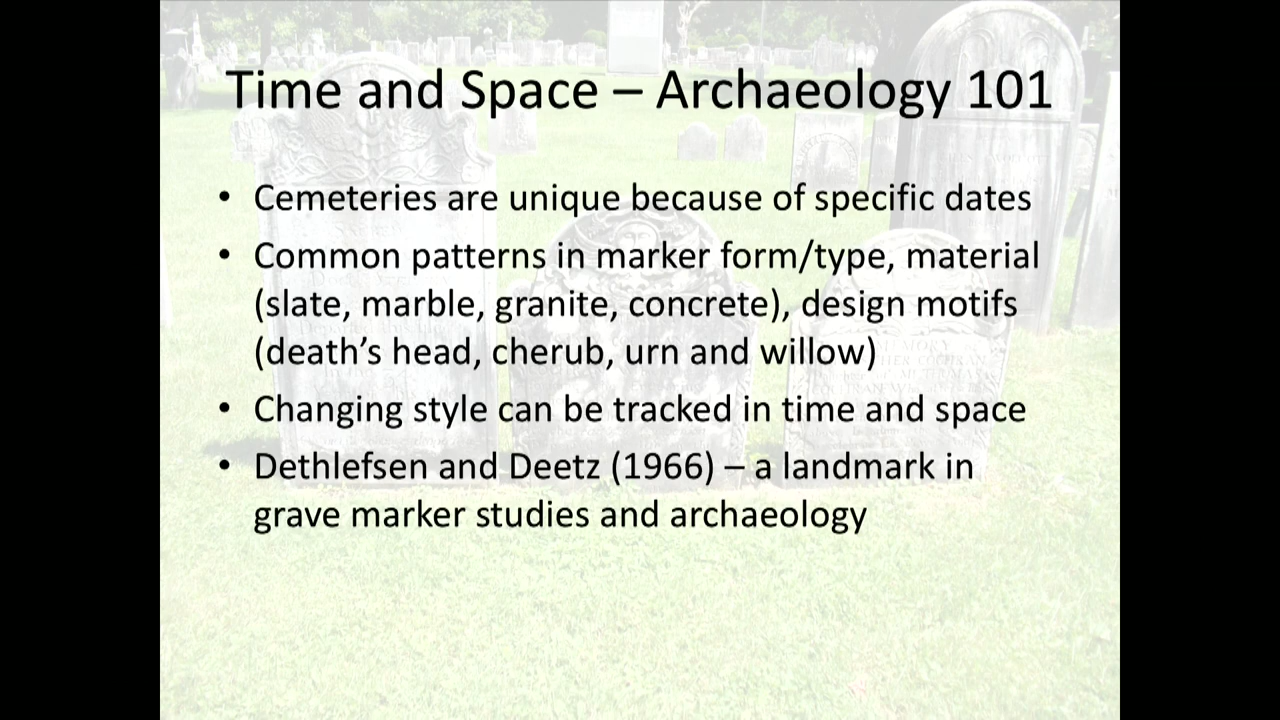 Time and Space – Archaeology 101
• Cemeteries are unique because of specific dates
• Common patterns in marker form/type, material
(slate, marble, granite, concrete), design motifs
(death’s head, cherub, urn and willow)
• Changing style can be tracked in time and space
• Dethlefsen and Deetz (1966) – a landmark in
grave marker studies and archaeology